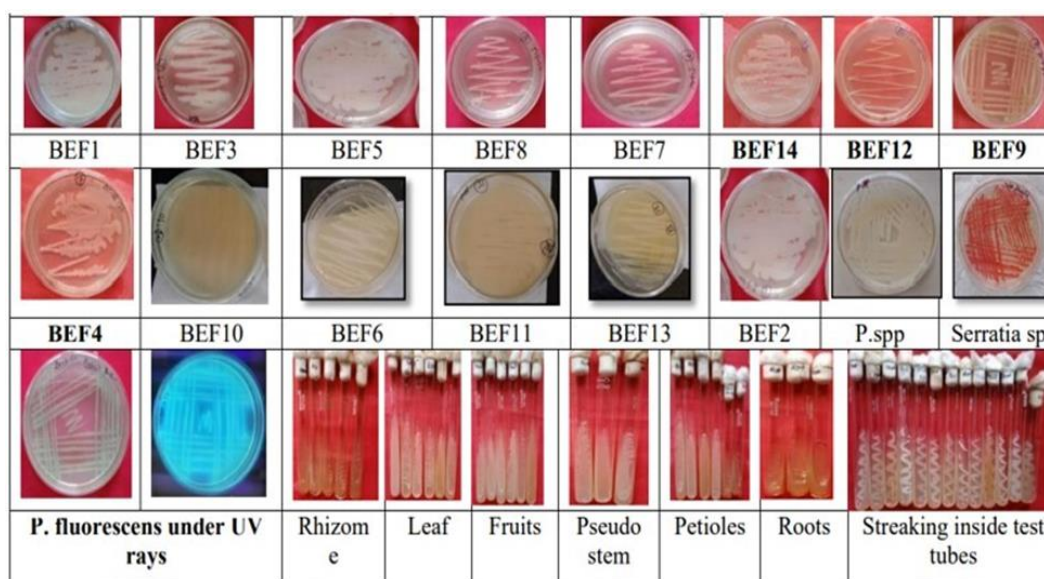 BEF1 BEF3 BEF5 BEF8 BEF7 BEF14 BEF12 BEF9
BEF4 BEF10 BEF6 BEF11 BEF13 BEF2 P.spp Serratia sp
P. fluorescens under UV
rays
Rhizom
e
Leaf
Fruits
Pseudo
stem
Petioles
Roots
Streaking inside test
tubes